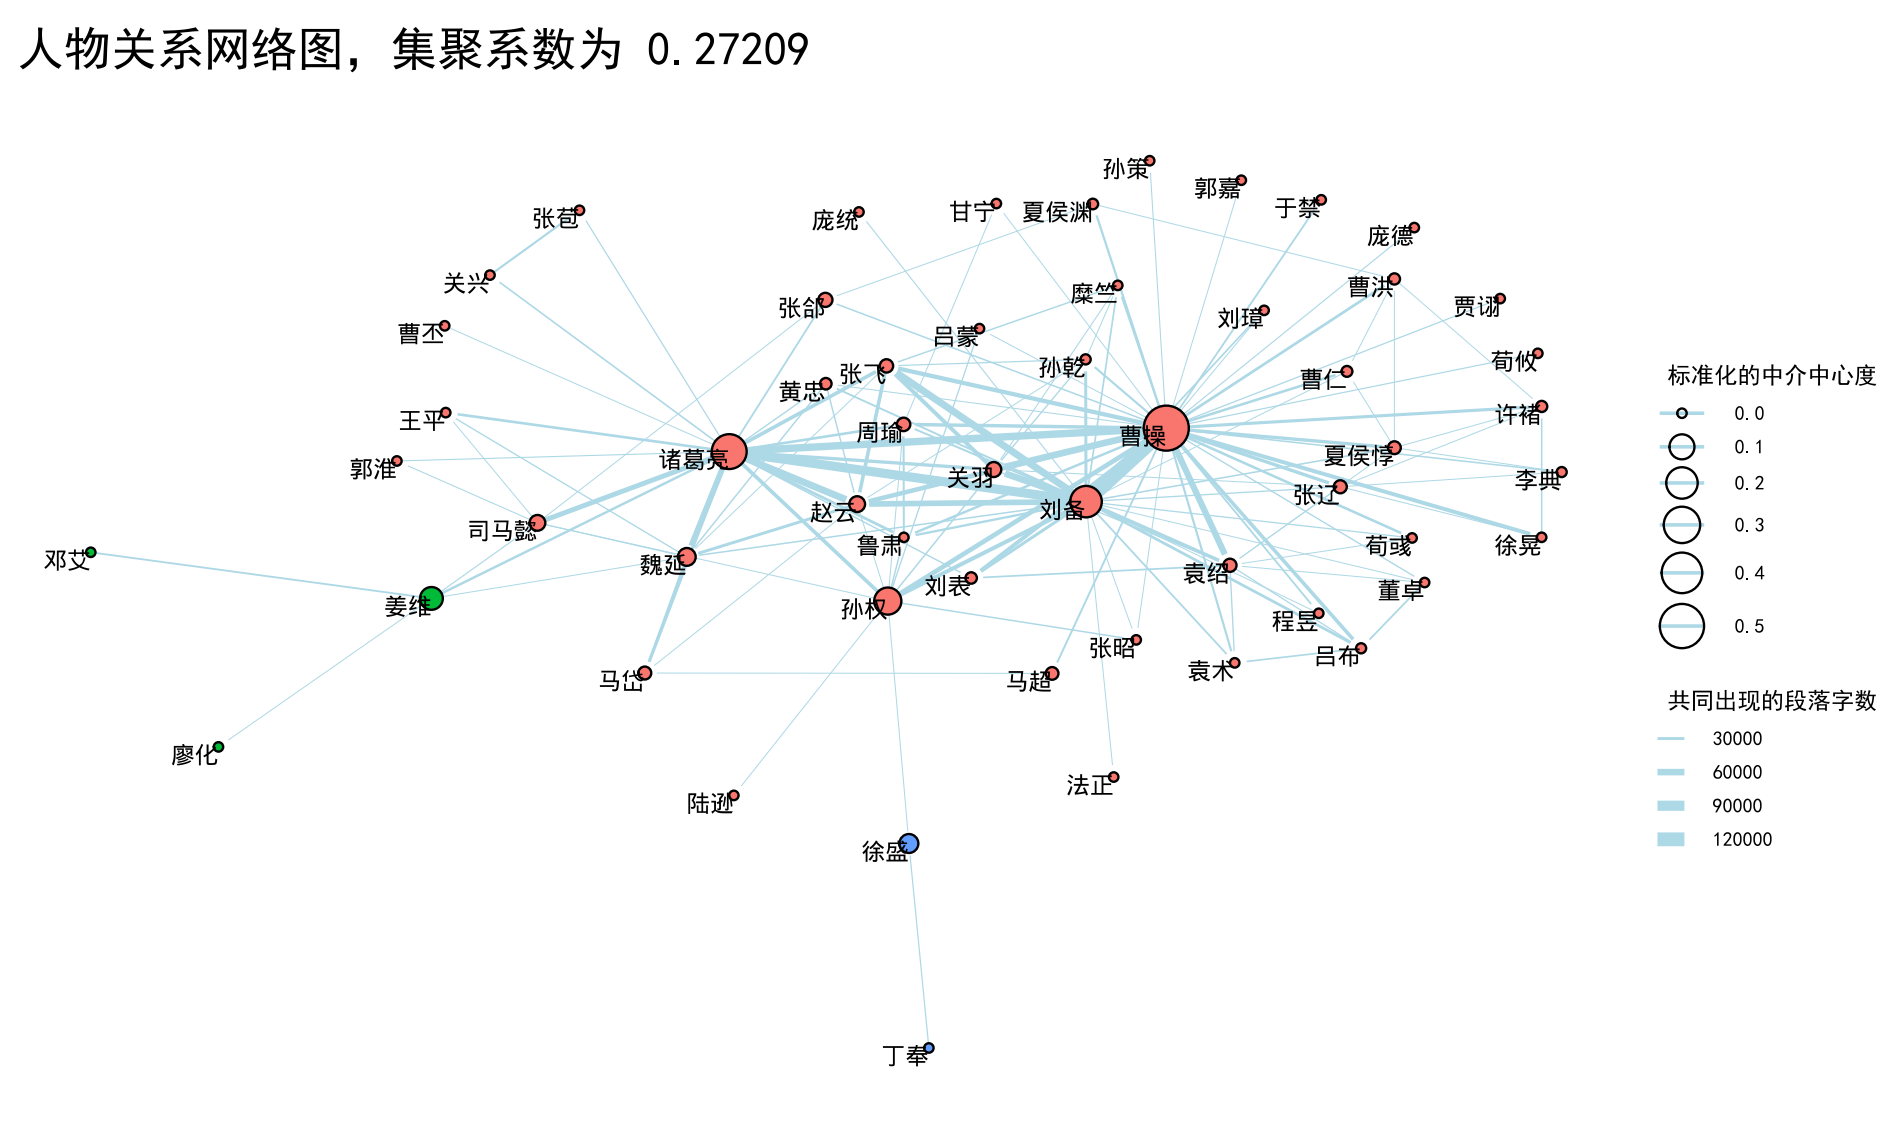 人物关系网络图，集聚系数为 0.27209
孙策
郭嘉
于禁
张苞
庞统
甘宁
夏侯渊
庞德
关兴
曹洪
糜竺
张郃
贾诩
曹丕
吕蒙
刘璋
荀攸
孙乾
张飞
曹仁
黄忠
标准化的中介中心度
王平
周瑜
曹操
许褚
0.0
0.1
郭淮
诸葛亮
关羽
夏侯惇
李典
0.2
张辽
赵云
刘备
0.3
司马懿
鲁肃
荀彧
徐晃
邓艾
魏延
袁绍
0.4
姜维
孙权
刘表
董卓
程昱
0.5
张昭
吕布
马岱
马超
袁术
共同出现的段落字数
30000
廖化
60000
法正
陆逊
90000
120000
徐盛
丁奉